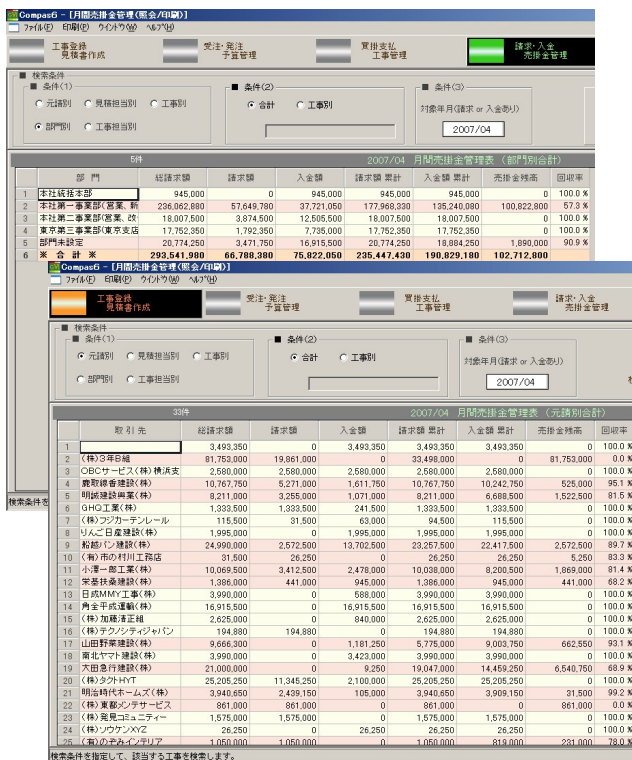 Compas6 - [月間売掛金管理(照会/印刷)]
ファイル(F) 印刷(P) ウインドウ(W) ヘルプ(H)
工事登録 見積書作成 受注・発注 予算管理 買掛支払 工事管理 請求・入金 売掛金管理
検索条件
条件(1) 条件(2) 条件(3)
元請別 見積担当別 工事別 合計 工事別 対象年月(請求 or 入金あり)
部門別 工事担当別 2007/04
5件 2007/04 月間売掛金管理表 (部門別合計)
部 門 総請求額 請求額 入金額 請求額 累計 入金額 累計 売掛金残高 回収率
1 本社統括本部 945,000 0 945,000 945,000 945,000 0 100.0 %
2 本社第一事業部(営業、新 236,062,880 57,649,780 37,721,050 177,968,330 135,240,080 100,822,800 57.3 %
3 本社第二事業部(営業、改 18,007,500 3,874,500 12,505,500 18,007,500 18,007,500 0 100.0 %
4 東京第三事業部(東京支店 17,752,350 1,792,350 7,735,000 17,752,350 17,752,350 0 100.0 %
5 部門未設定 20,774,250 3,471,750 16,915,500 20,774,250 18,884,250 1,890,000 90.9 %
6 ※ 合 計 ※ 293,541,980 66,788,380 75,822,050 235,447,430 190,829,180 102,712,800
検索条件を
Compas6 - [月間売掛金管理(照会/印刷)]
ファイル(F) 印刷(P) ウインドウ(W) ヘルプ(H)
工事登録 見積書作成 受注・発注 予算管理 買掛支払 工事管理 請求・入金 売掛金管理
検索条件
条件(1) 条件(2) 条件(3)
元請別 見積担当別 工事別 合計 工事別 対象年月(請求 or 入金あり)
部門別 工事担当別 2007/04
33件 2007/04 月間売掛金管理表 (元請別合計)
取 引 先 総請求額 請求額 入金額 請求額 累計 入金額 累計 売掛金残高 回収率
1 3,493,350 0 3,493,350 3,493,350 3,493,350 0 100.0 %
2 (株)3年B組 81,753,000 19,861,000 0 33,498,000 0 81,753,000 0.0 %
3 OBCサービス(株)横浜支 2,580,000 0 2,580,000 2,580,000 2,580,000 0 100.0 %
4 鹿取線香建設(株) 10,767,750 5,271,000 1,611,750 10,767,750 10,242,750 525,000 95.1 %
5 明誠建設興業(株) 8,211,000 3,255,000 1,071,000 8,211,000 6,688,500 1,522,500 81.5 %
6 GHQ工業(株) 1,333,500 1,333,500 241,500 1,333,500 1,333,500 0 100.0 %
7 (株)フジカーテンレール 115,500 31,500 63,000 94,500 115,500 0 100.0 %
8 りんご日産建設(株) 1,995,000 0 1,995,000 1,995,000 1,995,000 0 100.0 %
9 船越パン建設(株) 24,990,000 2,572,500 13,702,500 23,257,500 22,417,500 2,572,500 89.7 %
10 (有)市の村川工務店 31,500 26,250 0 26,250 26,250 5,250 83.3 %
11 小澤一郎工業(株) 10,069,500 3,412,500 2,478,000 10,038,000 8,200,500 1,869,000 81.4 %
12 栄基扶桑建設(株) 1,386,000 441,000 945,000 1,386,000 945,000 441,000 68.2 %
13 日成MMY工事(株) 3,990,000 0 588,000 3,990,000 3,990,000 0 100.0 %
14 角全平成運輸(株) 16,915,500 0 16,915,500 16,915,500 16,915,500 0 100.0 %
15 (株)加藤清正組 2,625,000 0 840,000 2,625,000 2,625,000 0 100.0 %
16 (株)テクノシティジャパン 194,880 194,880 0 194,880 194,880 0 100.0 %
17 山田野菜建設(株) 9,666,300 0 1,181,250 5,775,000 9,003,750 662,550 93.1 %
18 南北ヤマト建設(株) 3,990,000 0 3,423,000 3,990,000 3,990,000 0 100.0 %
19 大田急行建設(株) 21,000,000 0 9,250 19,047,000 14,459,250 6,540,750 68.9 %
20 (株)タクトHYT 25,205,250 11,345,250 2,100,000 25,205,250 25,205,250 0 100.0 %
21 明治時代ホームズ(株) 3,940,650 2,439,150 105,000 3,940,650 3,909,150 31,500 99.2 %
22 (株)東都メンテサービス 861,000 861,000 0 861,000 0 861,000 0.0 %
23 (株)発見コミュニティー 1,575,000 1,575,000 0 1,575,000 1,575,000 0 100.0 %
24 (株)ソウケンXYZ 26,250 0 26,250 26,250 26,250 0 100.0 %
25 (有)のぞみインテリア 1,050,000 1,050,000 0 1,050,000 819,000 231,000 78.0 %
検索条件を指定して、該当する工事を検索します。